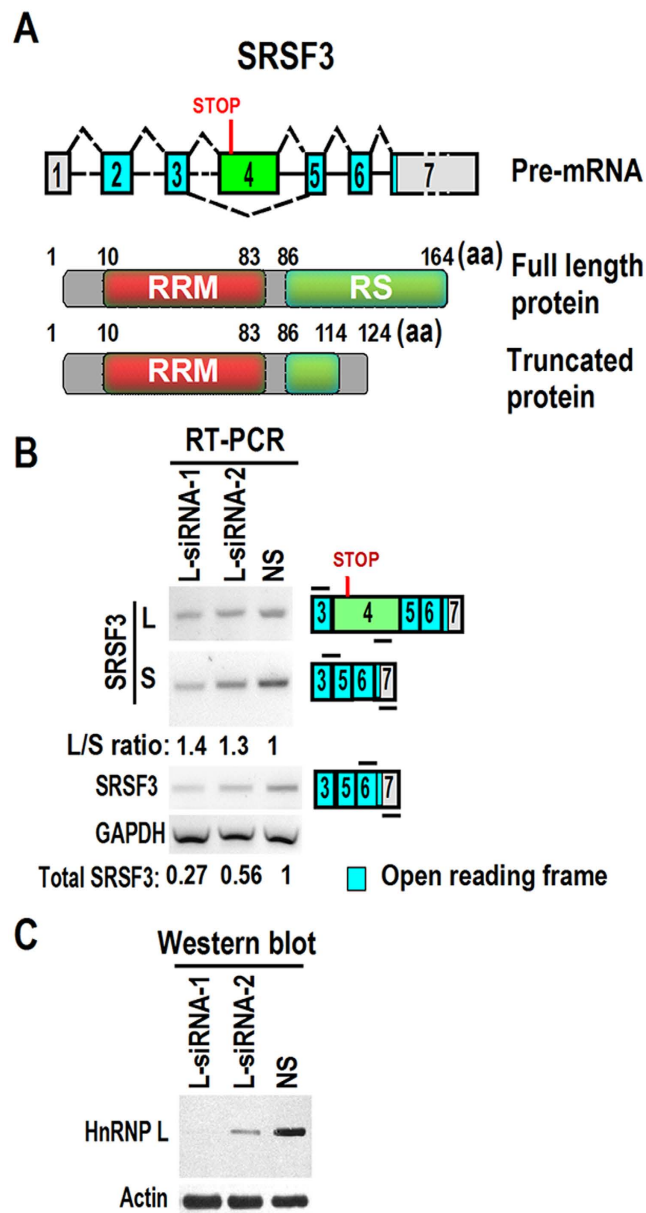 A
SRSF3
STOP
1 2 3 4 5 6 7 Pre-mRNA
1 10 83 86 164 (aa)
RRM RS Full length
protein
1 10 83 86 114 124 (aa)
RRM Truncated
protein
B
RT-PCR
L-siRNA-1 L-siRNA-2 NS
STOP
SRSF3 L 3 4 5 6 7
S 3 5 6 7
L/S ratio: 1.4 1.3 1
SRSF3 3 5 6 7
GAPDH
Total SRSF3: 0.27 0.56 1 Open reading frame
C
Western blot
L-siRNA-1 L-siRNA-2 NS
HnRNP L
Actin